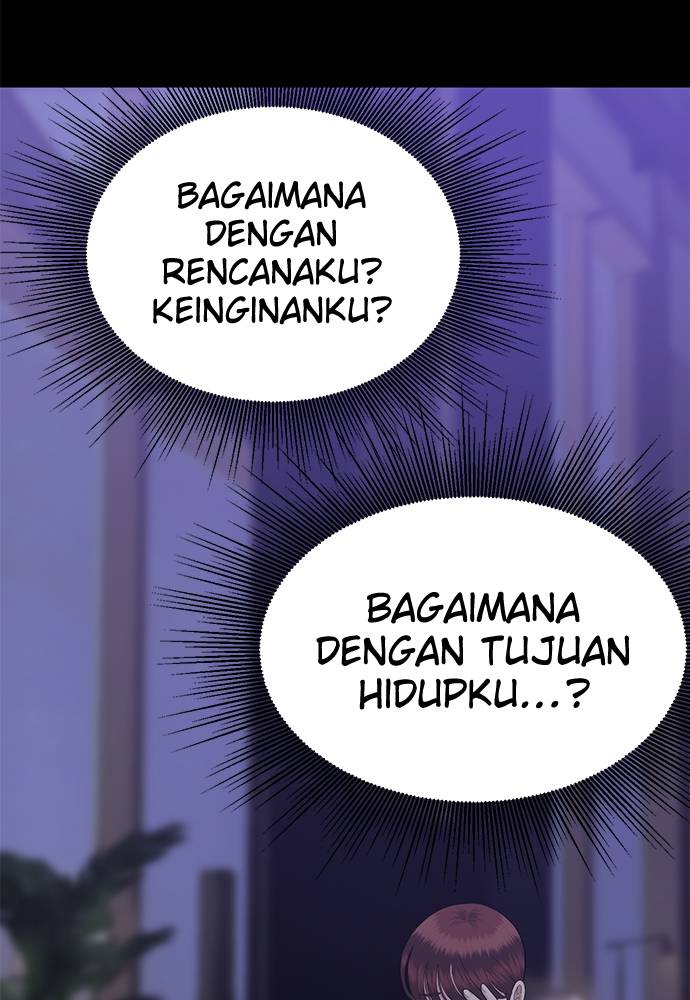 BAGAIMANA
DENGAN
RENCANAKU?
KEINGINANKU?
BAGAIMANA
DENGAN TUJUAN
HIDUPKU...?